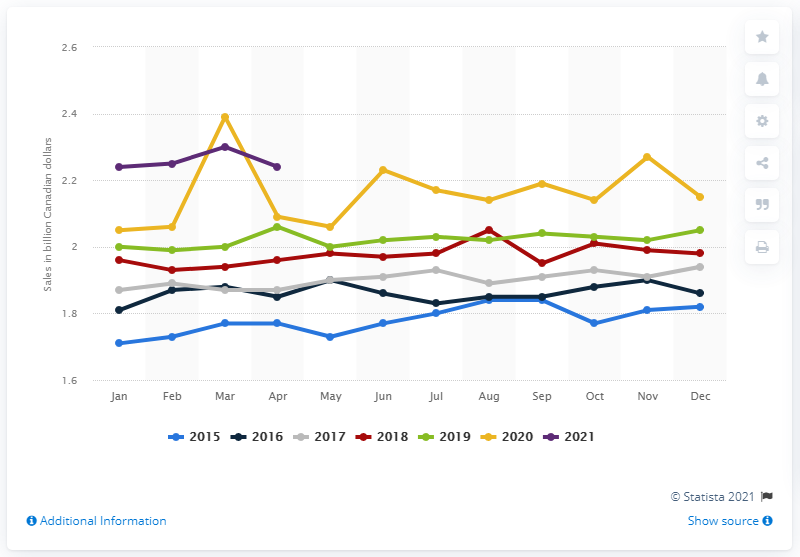 2.6
2.4
2.2
2
1.8
1.6
Sales in billion Canadian dollars
Jan Feb Mar Apr May Jun Jul Aug Sep Oct Nov Dec
2015 2016 2017 2018 2019 2020 2021
© Statista 2021
Additional Information Show source